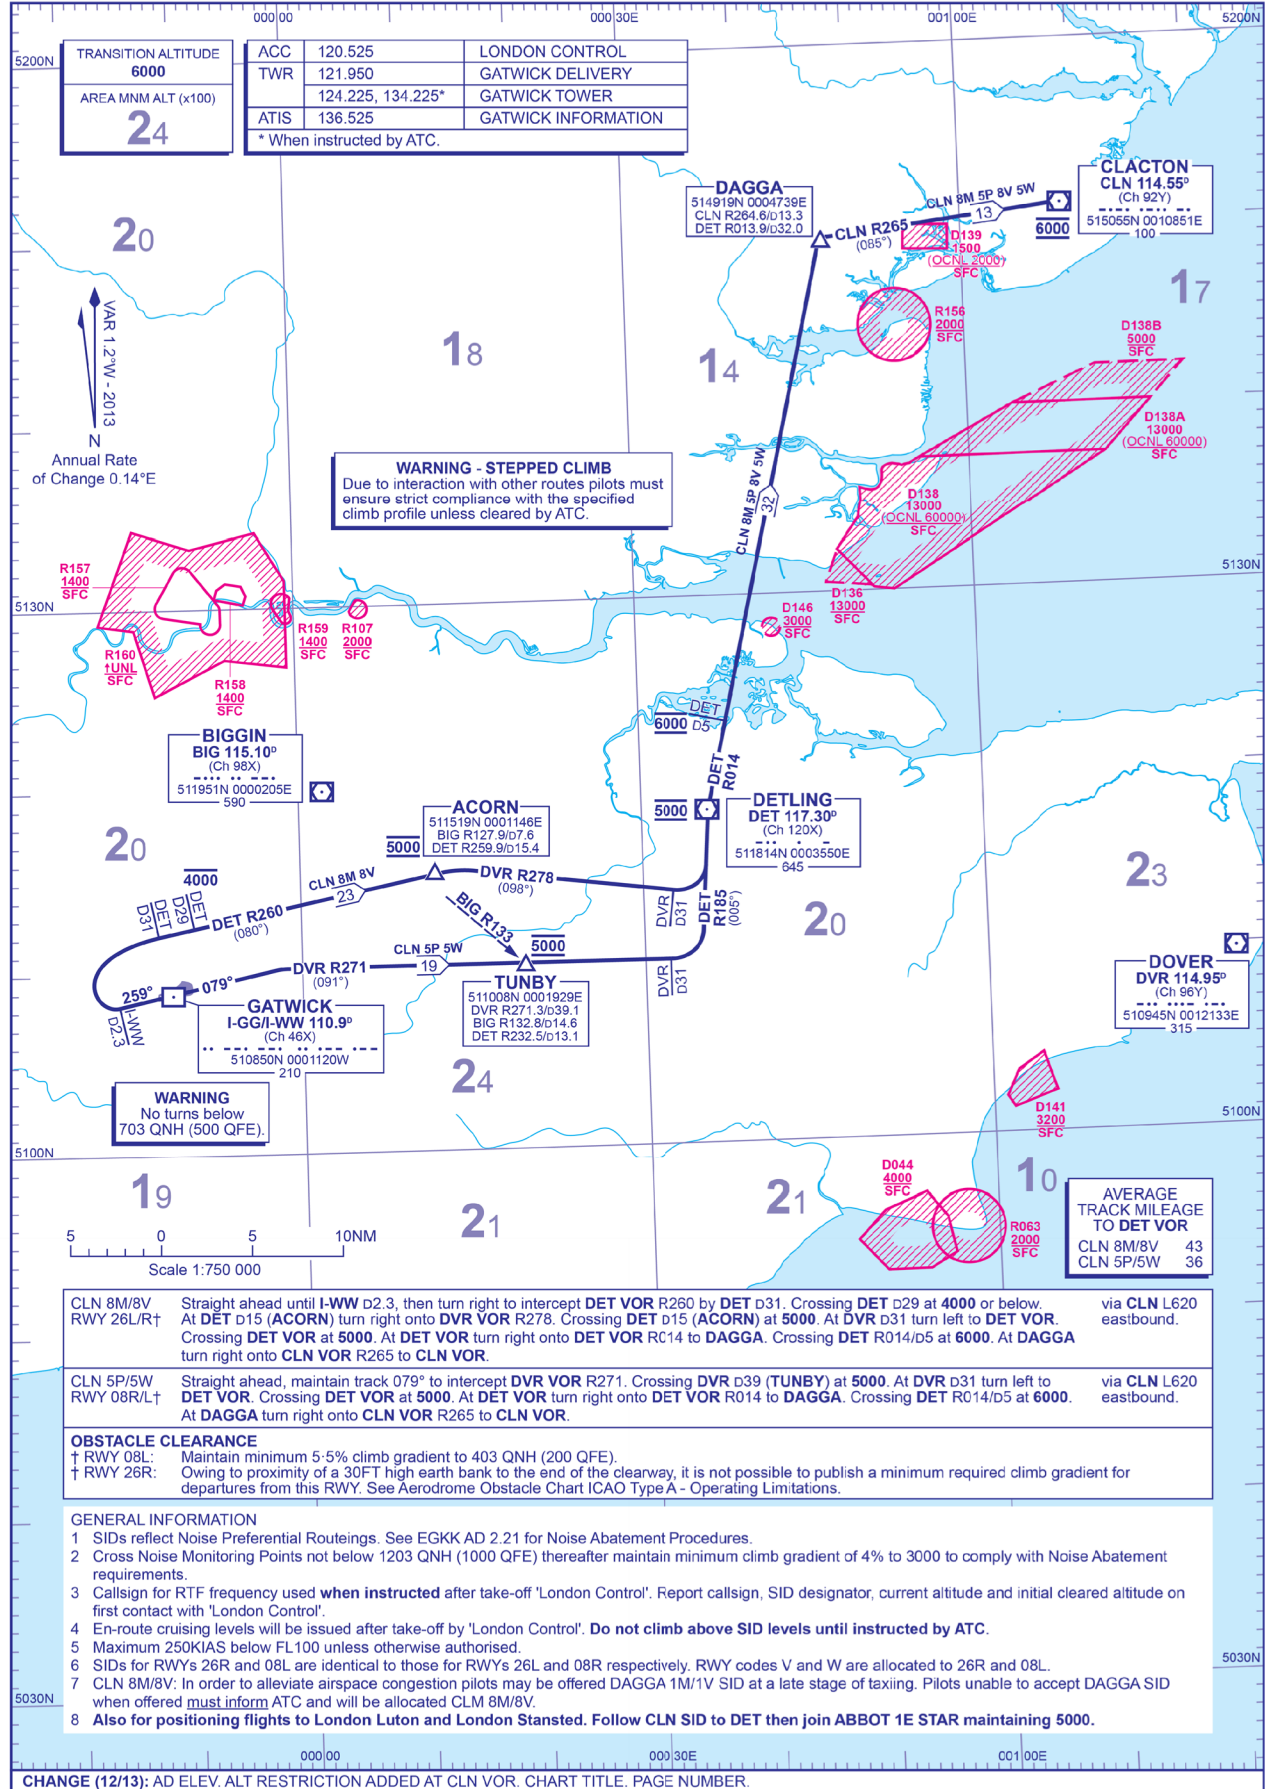 000 00
000 30E
001 00E
5200N
5200N
TRANSITION ALTITUDE
6000
AREA MNM ALT (x100)
24
ACC 120.525 LONDON CONTROL
TWR 121.950 GATWICK DELIVERY
124.225, 134.225* GATWICK TOWER
ATIS 136.525 GATWICK INFORMATION
* When instructed by ATC.
CLACTON
CLN 114.55D
(Ch 92Y)
515055N 0010851E
100
DAGGA
514919N 0004739E
CLN R264.6/D13.3
DET R013.9/D32.0
CLN 8M 5P 8V 5W
13
6000
CLN R265
(085°)
D139
1500
(OCNL 2000)
SFC
20
17
VAR 1.2°W - 2013
N
Annual Rate
of Change 0.14°E
18
14
R156
2000
SFC
D138B
5000
SFC
D138A
13000
(OCNL 60000)
SFC
WARNING - STEPPED CLIMB
Due to interaction with other routes pilots must
ensure strict compliance with the specified
climb profile unless cleared by ATC.
CLN 8M 5P 8V 5W
32
D138
13000
(OCNL 60000)
SFC
R157
1400
SFC
5130N
5130N
R159
1400
SFC
R107
2000
SFC
D146
3000
SFC
D136
13000
SFC
R160
↑UNL
SFC
R158
1400
SFC
6000
DET
D5
BIGGIN
BIG 115.10D
(Ch 98X)
511951N 0000205E
590
DET
R014
5000
DETLING
DET 117.30D
(Ch 120X)
511814N 0003550E
645
ACORN
511519N 0001146E
BIG R127.9/D7.6
DET R259.9/D15.4
20
5000
4000
CLN 8M 8V
23
DVR R278
(098°)
23
D31
DET
D29
DET
DET R260
(080°)
BIG R133
DVR
D31
DET
R185
(005°)
20
5000
CLN 5P 5W
19
DVR R271
(091°)
DVR
D31
TUNBY
511008N 0001929E
DVR R271.3/D39.1
BIG R132.8/D14.6
DET R232.5/D13.1
DOVER
DVR 114.95D
(Ch 96Y)
510945N 0012133E
315
259°
079°
I-WW
D2.3
GATWICK
I-GG/I-WW 110.9D
(Ch 46X)
510850N 0001120W
210
24
WARNING
No turns below
703 QNH (500 QFE).
D141
3200
SFC
5100N
5100N
19
21
21
D044
4000
SFC
10
R063
2000
SFC
AVERAGE
TRACK MILEAGE
TO DET VOR
CLN 8M/8V 43
CLN 5P/5W 36
5 0 5 10NM
Scale 1:750 000
CLN 8M/8V Straight ahead until I-WW D2.3, then turn right to intercept DET VOR R260 by DET D31. Crossing DET D29 at 4000 or below. via CLN L620
RWY 26L/R† At DET D15 (ACORN) turn right onto DVR VOR R278. Crossing DET D15 (ACORN) at 5000. At DVR D31 turn left to DET VOR. eastbound.
Crossing DET VOR at 5000. At DET VOR turn right onto DET VOR R014 to DAGGA. Crossing DET R014/D5 at 6000. At DAGGA
turn right onto CLN VOR R265 to CLN VOR.
CLN 5P/5W Straight ahead, maintain track 079° to intercept DVR VOR R271. Crossing DVR D39 (TUNBY) at 5000. At DVR D31 turn left to via CLN L620
RWY 08R/L† DET VOR. Crossing DET VOR at 5000. At DET VOR turn right onto DET VOR R014 to DAGGA. Crossing DET R014/D5 at 6000. eastbound.
At DAGGA turn right onto CLN VOR R265 to CLN VOR.
OBSTACLE CLEARANCE
† RWY 08L: Maintain minimum 5·5% climb gradient to 403 QNH (200 QFE).
† RWY 26R: Owing to proximity of a 30FT high earth bank to the end of the clearway, it is not possible to publish a minimum required climb gradient for
departures from this RWY. See Aerodrome Obstacle Chart ICAO Type A - Operating Limitations.
GENERAL INFORMATION
1 SIDs reflect Noise Preferential Routeings. See EGKK AD 2.21 for Noise Abatement Procedures.
2 Cross Noise Monitoring Points not below 1203 QNH (1000 QFE) thereafter maintain minimum climb gradient of 4% to 3000 to comply with Noise Abatement
requirements.
3 Callsign for RTF frequency used when instructed after take-off 'London Control'. Report callsign, SID designator, current altitude and initial cleared altitude on
first contact with 'London Control'.
4 En-route cruising levels will be issued after take-off by 'London Control'. Do not climb above SID levels until instructed by ATC.
5 Maximum 250KIAS below FL100 unless otherwise authorised.
6 SIDs for RWYs 26R and 08L are identical to those for RWYs 26L and 08R respectively. RWY codes V and W are allocated to 26R and 08L.
7 CLN 8M/8V: In order to alleviate airspace congestion pilots may be offered DAGGA 1M/1V SID at a late stage of taxiing. Pilots unable to accept DAGGA SID
when offered must inform ATC and will be allocated CLM 8M/8V.
8 Also for positioning flights to London Luton and London Stansted. Follow CLN SID to DET then join ABBOT 1E STAR maintaining 5000.
5030N
5030N
000 00E
000 30E
001 00E
CHANGE (12/13): AD ELEV. ALT RESTRICTION ADDED AT CLN VOR. CHART TITLE. PAGE NUMBER.